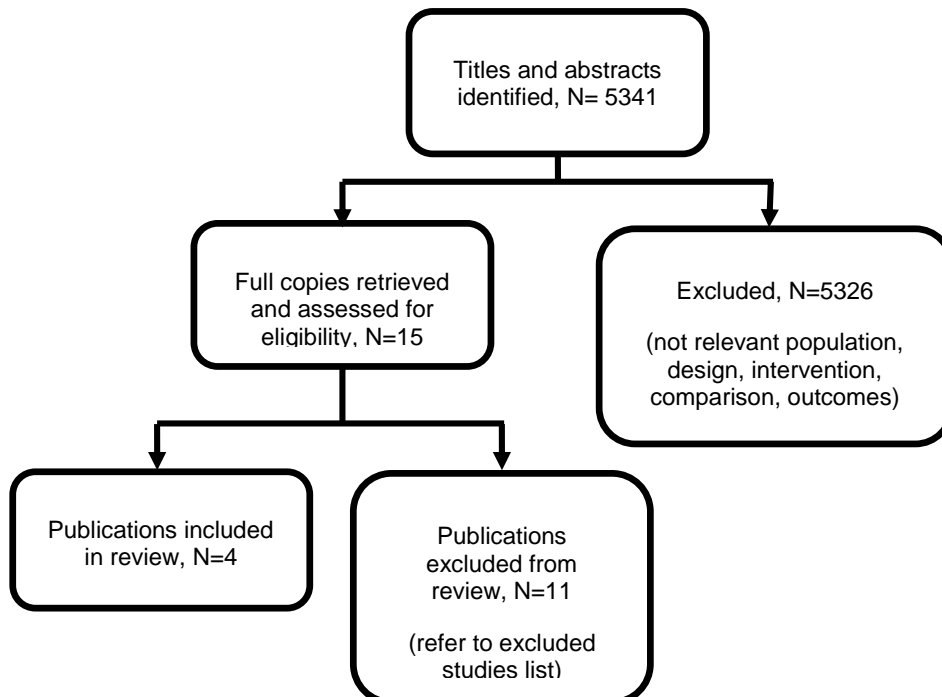 Titles and abstracts
identified, N= 5341
Full copies retrieved
and assessed for
eligibility, N=15
Excluded, N=5326
(not relevant population,
design, intervention,
comparison, outcomes)
Publications included
in review, N=4
Publications
excluded from
review, N=11
(refer to excluded
studies list)